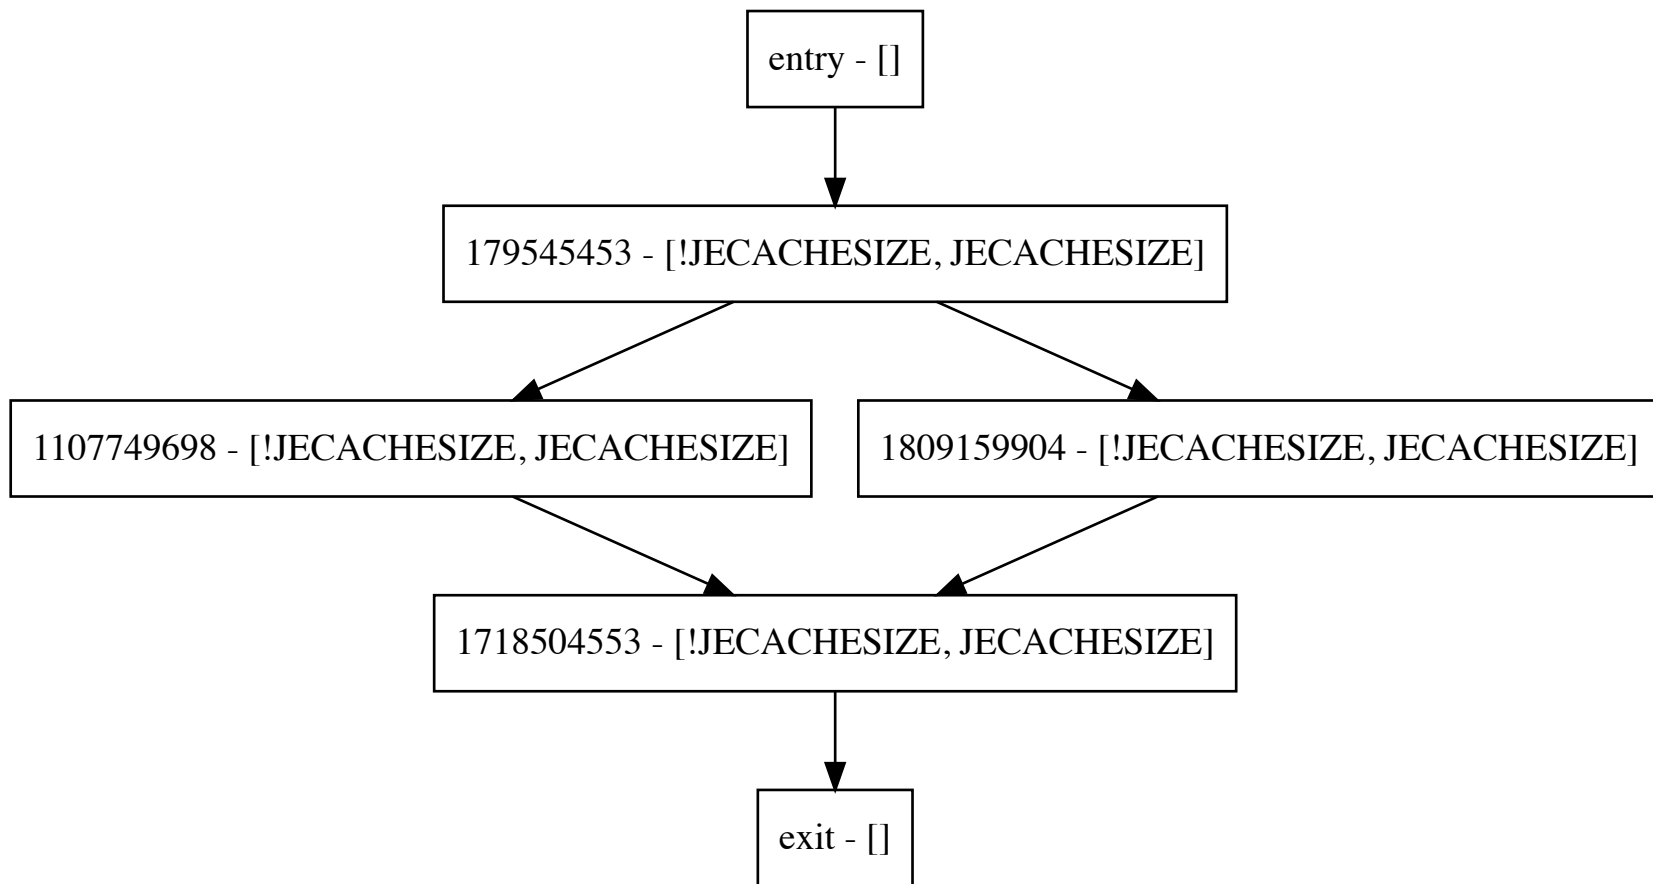 entry - []
179545453 - [!JECACHESIZE, JECACHESIZE]
1107749698 - [!JECACHESIZE, JECACHESIZE]
1809159904 - [!JECACHESIZE, JECACHESIZE]
1718504553 - [!JECACHESIZE, JECACHESIZE]
exit - []